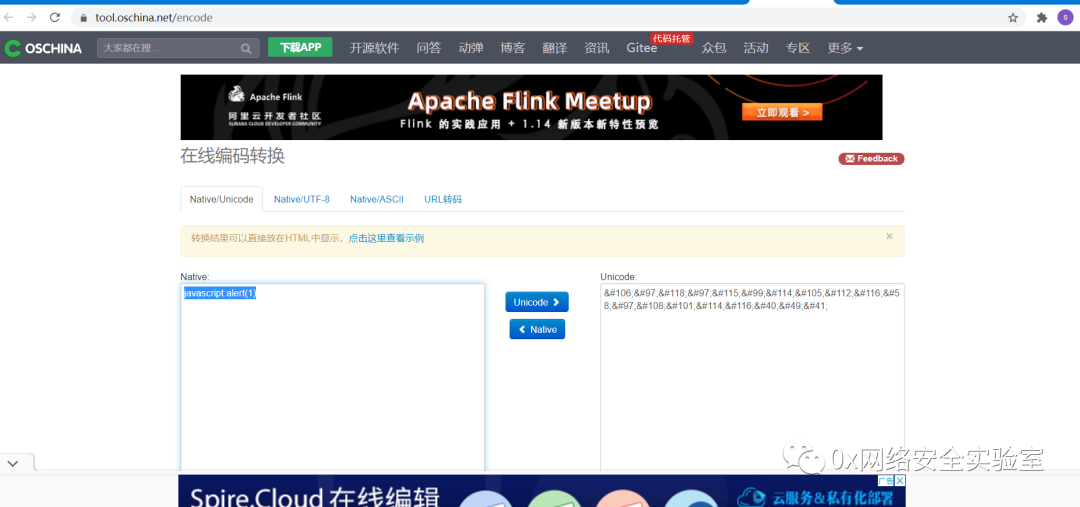 tool.oschina.net/encode
S
OSCHINA 大家都在搜... 下载APP 开源软件 问答 动弹 博客 翻译 资讯 Gitee 代码托管 众包 活动 专区 更多
Apache Flink
阿里云开发者社区
ALIBABA CLOUD DEVELOPER COMMUNITY
Apache Flink Meetup
Flink 的实践应用 + 1.14 新版本新特性预览
立即观看 >
在线编码转换
Feedback
Native/Unicode Native/UTF-8 Native/ASCII URL转码
转换结果可以直接放在HTML中显示，点击这里查看示例 ×
Native:
javascript:alert(1)
Unicode
Native
Unicode:
&#106;&#97;&#118;&#97;&#115;&#99;&#114;&#105;&#112;&#116;&#5
8;&#97;&#108;&#101;&#114;&#116;&#40;&#49;&#41;
0x网络安全实验室
Spire.Cloud 在线编辑
广告
云服务&私有化部署